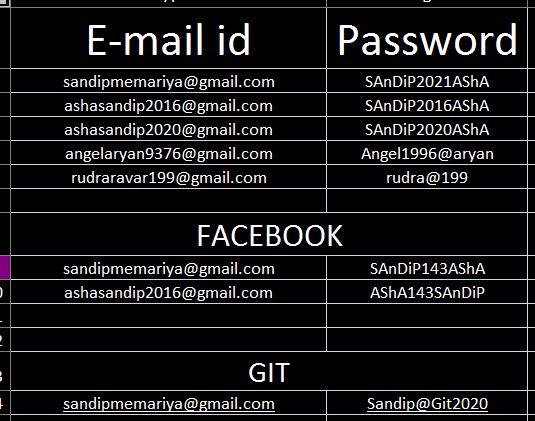 E-mail id Password
sandipmemariya@gmail.com SAnDiP2021AShA
ashasandip2016@gmail.com SAnDiP2016AShA
ashasandip2020@gmail.com SAnDiP2020AShA
angelaryan9376@gmail.com Angel1996@aryan
rudraravar199@gmail.com rudra@199
FACEBOOK
sandipmemariya@gmail.com SAnDiP143AShA
ashasandip2016@gmail.com AShA143SAnDiP
GIT
sandipmemariya@gmail.com Sandip@Git2020